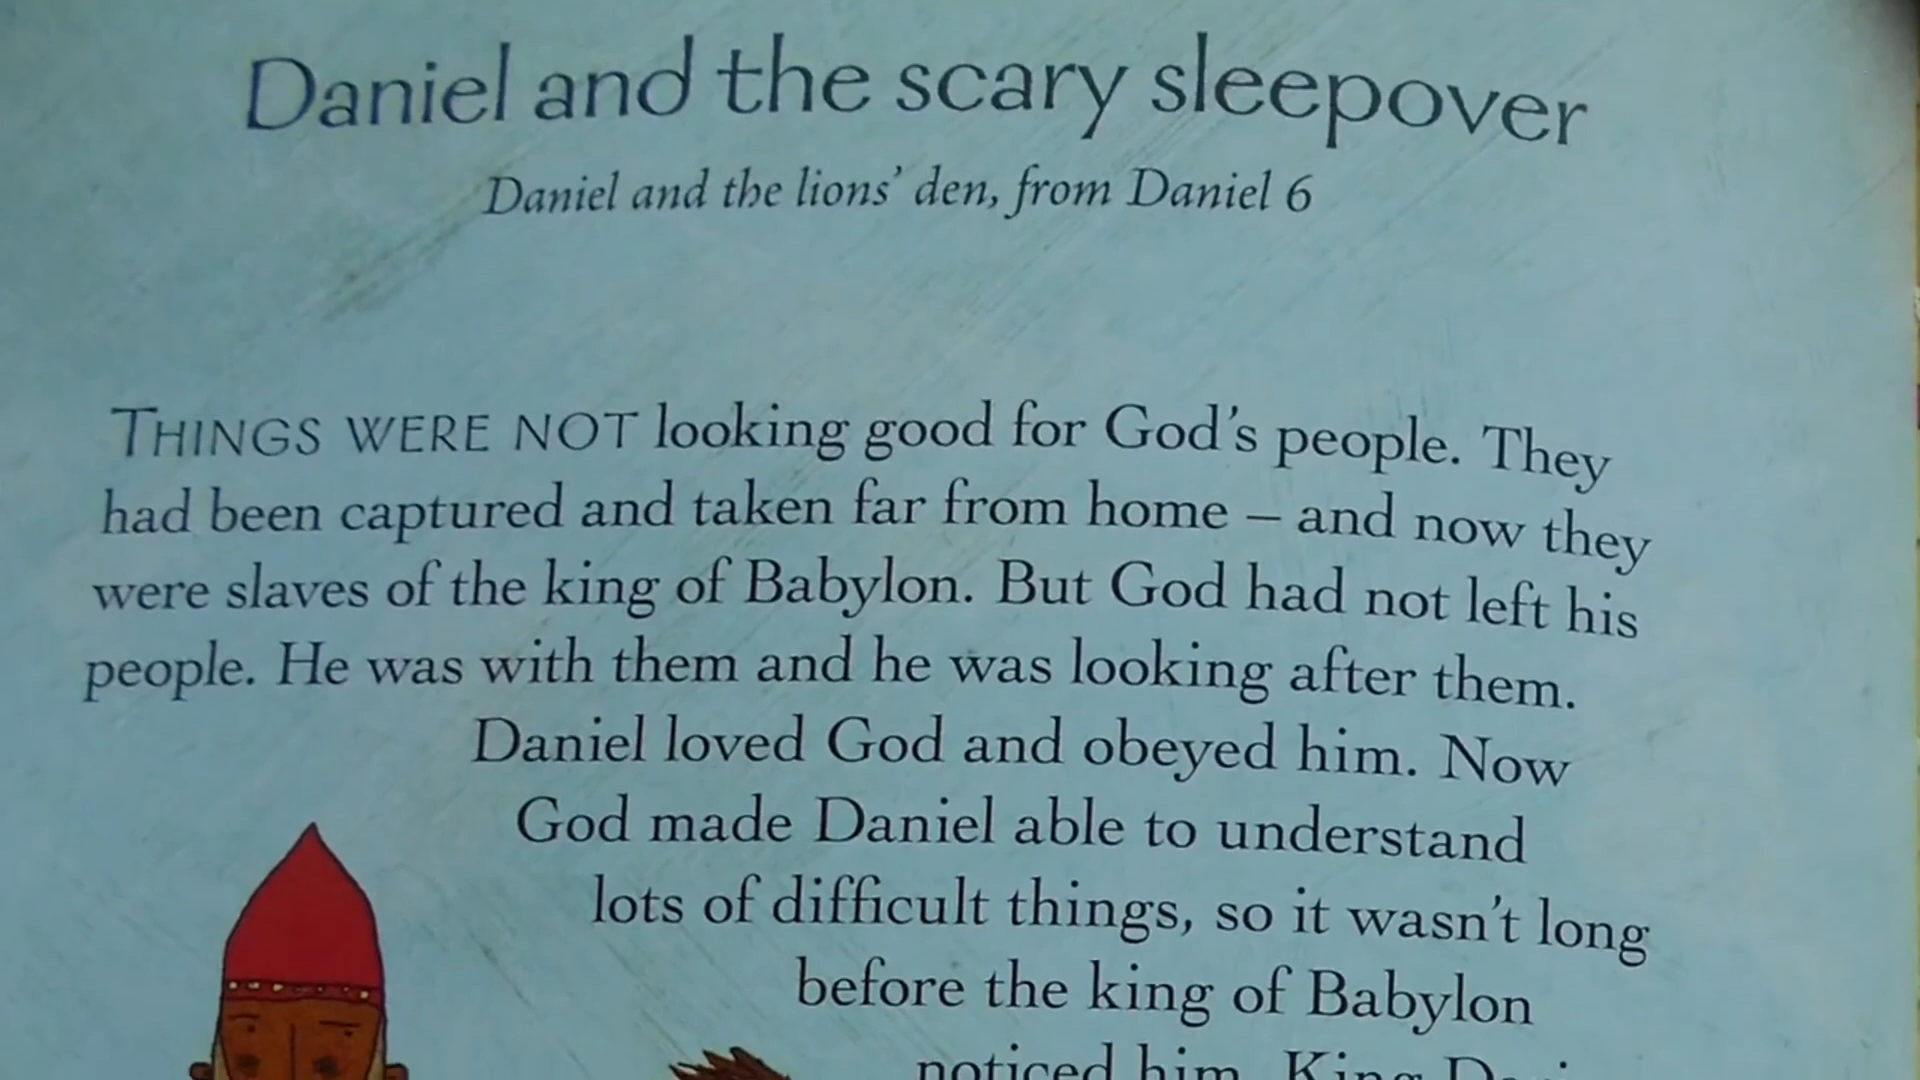 Daniel and the scary sleepover
Daniel and the lions’ den, from Daniel 6
THINGS WERE NOT looking good for God’s people. They
had been captured and taken far from home – and now they
were slaves of the king of Babylon. But God had not left his
people. He was with them and he was looking after them.
Daniel loved God and obeyed him. Now
God made Daniel able to understand
lots of difficult things, so it wasn’t long
before the king of Babylon
noticed him. King